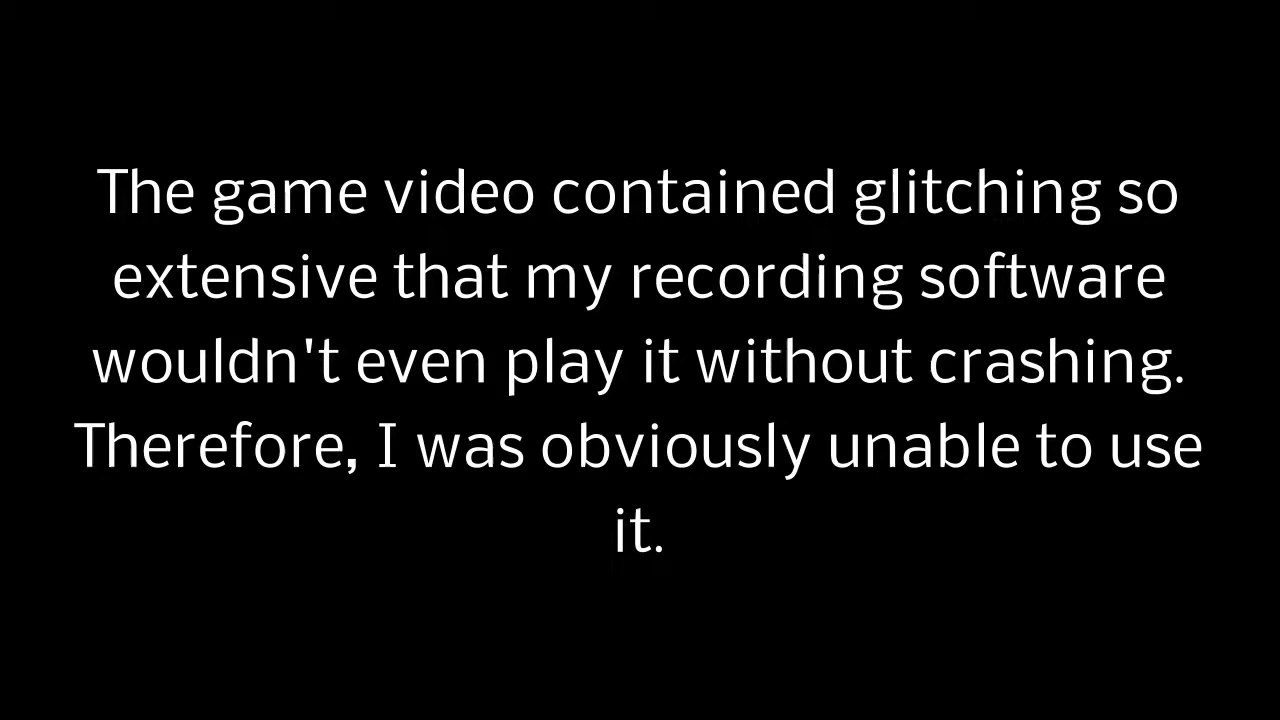 The game video contained glitching so
extensive that my recording software
wouldn't even play it without crashing.
Therefore, I was obviously unable to use
it.